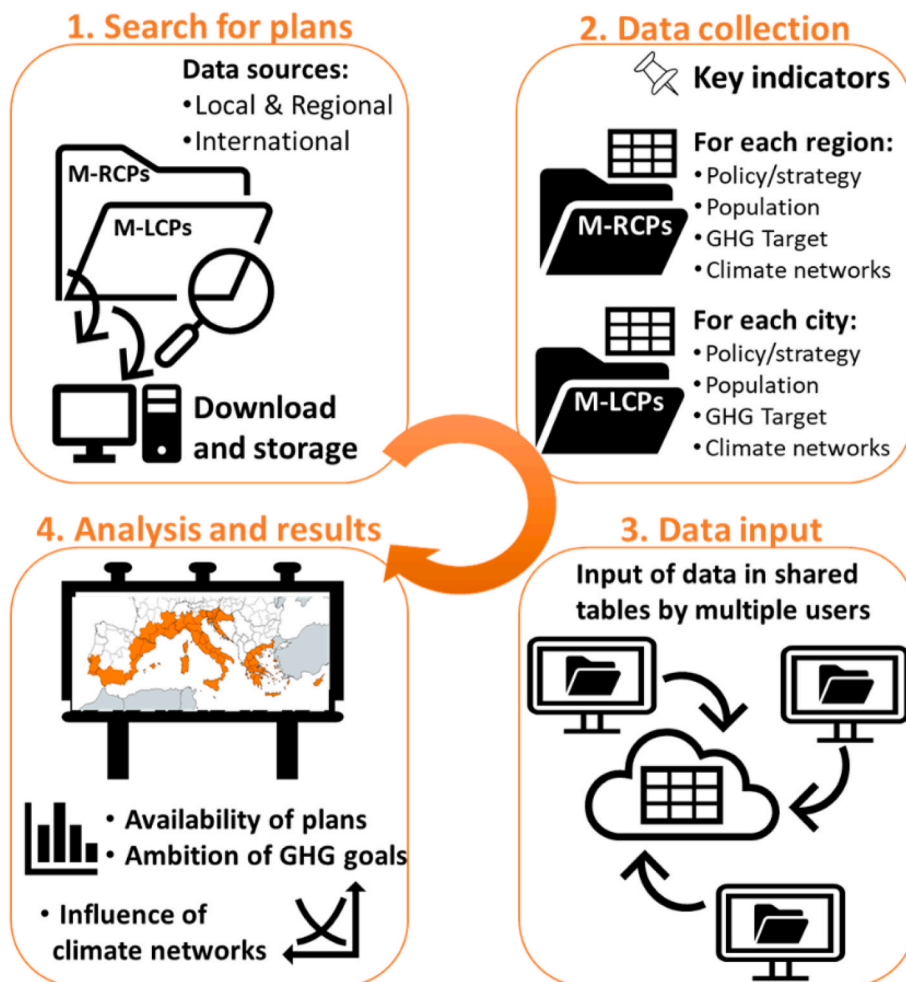 1. Search for plans
Data sources:
• Local & Regional
• International
M-RCPs
M-LCPs
Download
and storage
2. Data collection
Key indicators
For each region:
• Policy/strategy
• Population
• GHG Target
• Climate networks
M-RCPs
For each city:
• Policy/strategy
• Population
• GHG Target
• Climate networks
M-LCPs
3. Data input
Input of data in shared
tables by multiple users
4. Analysis and results
• Availability of plans
• Ambition of GHG goals
• Influence of
climate networks